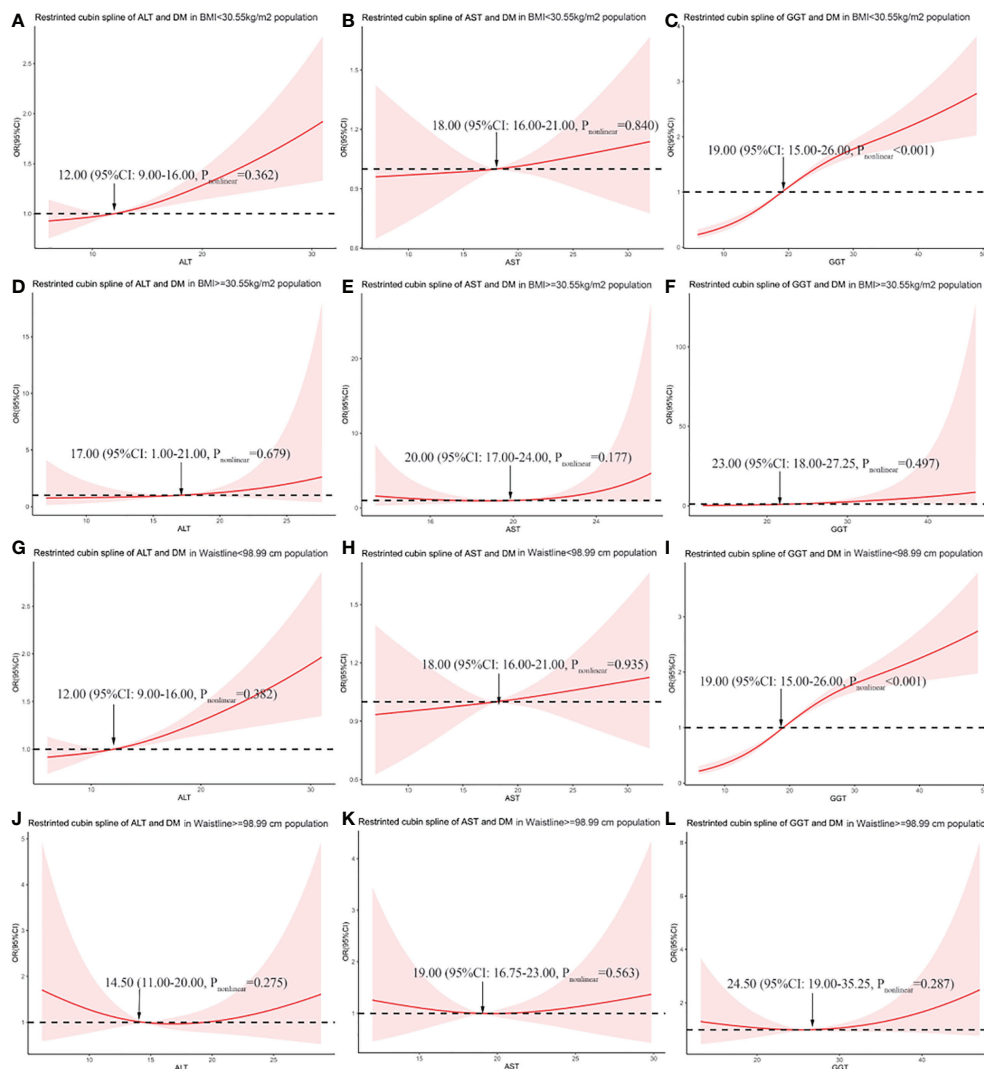 A Restrinted cubin spline of ALT and DM in BMI<30.55kg/m2 population
OR(95%CI)
2.5
2.0
1.5
1.0
12.00 (95%CI: 9.00-16.00, Pnonlinear=0.362)
10 20 30
ALT
B Restrinted cubin spline of AST and DM in BMI<30.55kg/m2 population
OR(95%CI)
1.5
1.2
0.9
0.6
18.00 (95%CI: 16.00-21.00, Pnonlinear=0.840)
10 15 20 25 30
AST
C Restrinted cubin spline of GGT and DM in BMI<30.55kg/m2 population
OR(95%CI)
4
3
2
1
0
19.00 (95%CI: 15.00-26.00, Pnonlinear <0.001)
10 20 30 40 50
GGT
D Restrinted cubin spline of ALT and DM in BMI>=30.55kg/m2 population
OR(95%CI)
15
10
5
0
17.00 (95%CI: 1.00-21.00, Pnonlinear=0.679)
10 15 20 25
ALT
E Restrinted cubin spline of AST and DM in BMI>=30.55kg/m2 population
OR(95%CI)
20
10
0
20.00 (95%CI: 17.00-24.00, Pnonlinear=0.177)
16 20 24
AST
F Restrinted cubin spline of GGT and DM in BMI>=30.55kg/m2 population
OR(95%CI)
100
50
0
23.00 (95%CI: 18.00-27.25, Pnonlinear=0.497)
20 30 40
GGT
G Restrinted cubin spline of ALT and DM in Waistline<98.99 cm population
OR(95%CI)
2.5
2.0
1.5
1.0
12.00 (95%CI: 9.00-16.00, Pnonlinear=0.382)
10 20 30
ALT
H Restrinted cubin spline of AST and DM in Waistline<98.99 cm population
OR(95%CI)
1.5
1.2
0.9
0.6
18.00 (95%CI: 16.00-21.00, Pnonlinear=0.935)
10 15 20 25 30
AST
I Restrinted cubin spline of GGT and DM in Waistline<98.99 cm population
OR(95%CI)
3
2
1
0
19.00 (95%CI: 15.00-26.00, Pnonlinear<0.001)
10 20 30 40 50
GGT
J Restrinted cubin spline of ALT and DM in Waistline>=98.99 cm population
OR(95%CI)
5
4
3
2
1
14.50 (11.00-20.00, Pnonlinear=0.275)
10 15 20 25
ALT
K Restrinted cubin spline of AST and DM in Waistline>=98.99 cm population
OR(95%CI)
4
3
2
1
19.00 (95%CI: 16.75-23.00, Pnonlinear=0.563)
15 20 25 30
AST
L Restrinted cubin spline of GGT and DM in Waistline>=98.99 cm population
OR(95%CI)
8
6
4
2
24.50 (95%CI: 19.00-35.25, Pnonlinear=0.287)
20 30 40
GGT